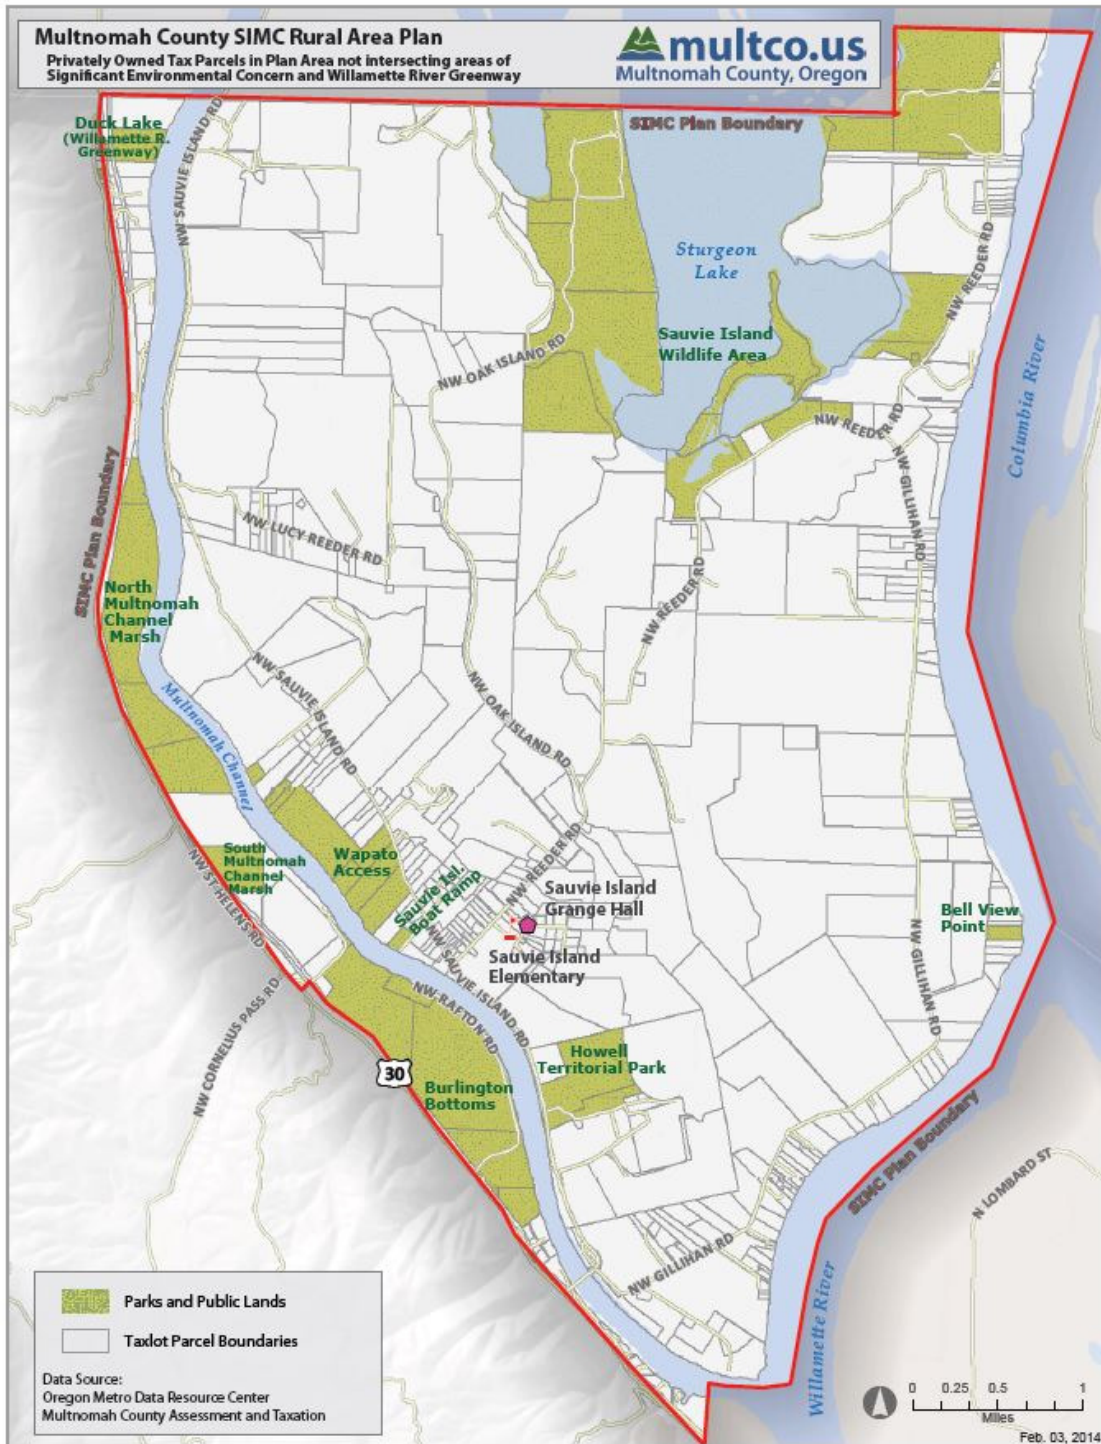 Multnomah County SIMC Rural Area Plan
Privately Owned Tax Parcels in Plan Area not intersecting areas of
Significant Environmental Concern and Willamette River Greenway
multco.us
Multnomah County, Oregon
Duck Lake
(Willamette R.
Greenway)
SIMC Plan Boundary
NW SAUVIE ISLAND RD
Sturgeon
Lake
NW REEDER RD
Sauvie Island
Wildlife Area
NW OAK ISLAND RD
Columbia River
NW REEDER RD
NW GILLIHAN RD
SIMC Plan Boundary
NW LUCY REEDER RD
North
Multnomah
Channel
Marsh
NW REEDER RD
NW SAUVIE ISLAND RD
NW OAK ISLAND RD
Multnomah Channel
South
Multnomah
Channel
Marsh
NW ST HELENS RD
Wapato
Access
Sauvie Isl.
Boat Ramp
NW REEDER RD
Sauvie Island
Grange Hall
Sauvie Island
Elementary
Bell View
Point
NW GILLIHAN RD
NW SAUVIE ISLAND RD
NW RAFTON RD
NW CORNELIUS PASS RD
30
Burlington
Bottoms
Howell
Territorial Park
SIMC Plan Boundary
N LOMBARD ST
NW GILLIHAN RD
Willamette River
Parks and Public Lands
Taxlot Parcel Boundaries
Data Source:
Oregon Metro Data Resource Center
Multnomah County Assessment and Taxation
0 0.25 0.5 1
Miles
Feb. 03, 2014